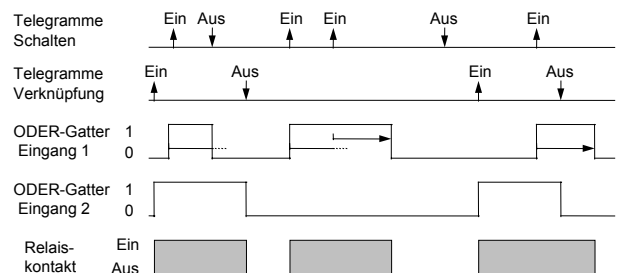 Telegramme Schalten Ein Aus Ein Ein Aus Ein
Telegramme Verknüpfung Ein Aus Ein Aus
ODER-Gatter 1
Eingang 1 0
ODER-Gatter 1
Eingang 2 0
Relais- Ein
kontakt Aus